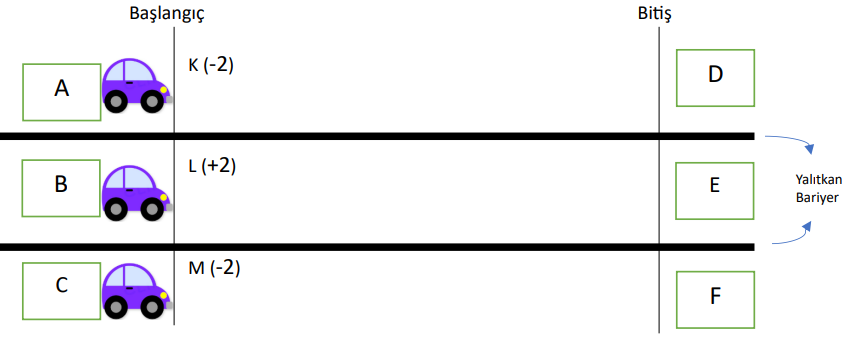 Başlangıç
Bitiş
K (-2)
A
D
L (+2)
B
E
Yalıtkan
Bariyer
M (-2)
C
F